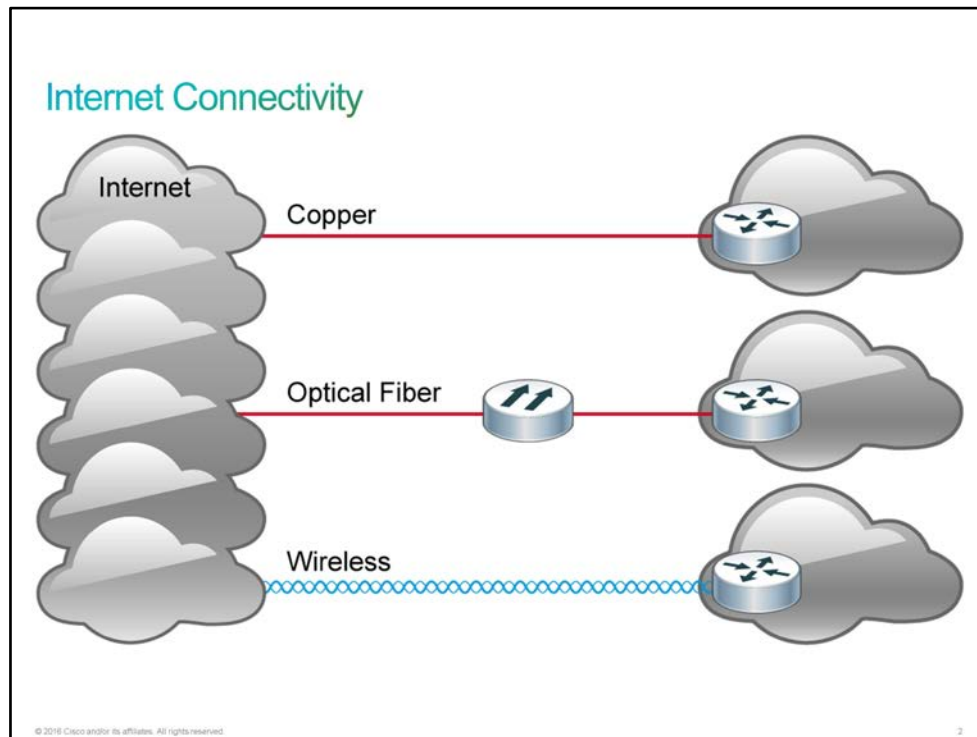 Internet Connectivity
Internet
Copper
Optical Fiber
Wireless
© 2016 Cisco and/or its affiliates. All rights reserved.
2